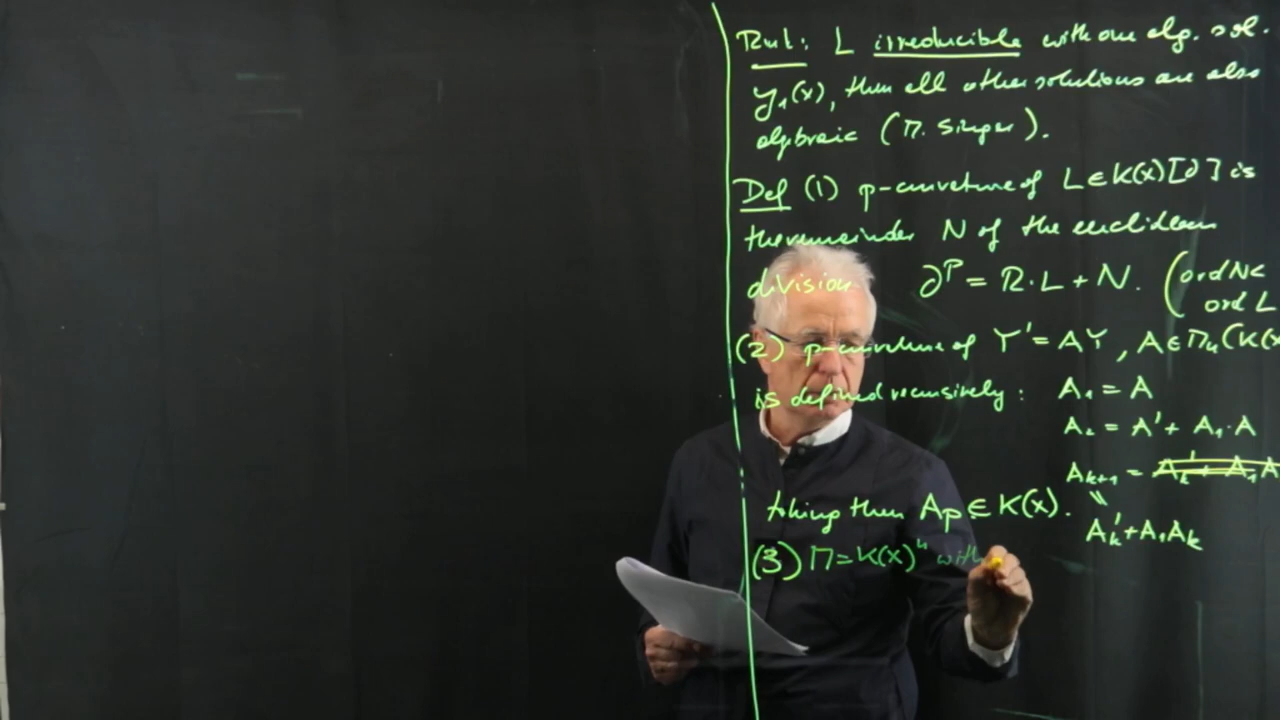 Rmk: L irreducible with one alg. sol.
y₁(x), then all other solutions are also
algebraic (M. Singer).
Def (1) p-curvature of L ∈ K(x)[∂] is
the remainder N of the euclidean
division ∂ᵖ = R·L + N. (ord N <
ord L
(2) p-curvature of Y' = AY, A ∈ Mₙ(K(x
is defined recursively: A₁ = A
A₂ = A' + A₁·A
Aₖ₊₁ = A'ₖ + A₁A
taking then Aₚ ∈ K(x). ||
A'ₖ + A₁Aₖ
(3) M = K(x)ⁿ with